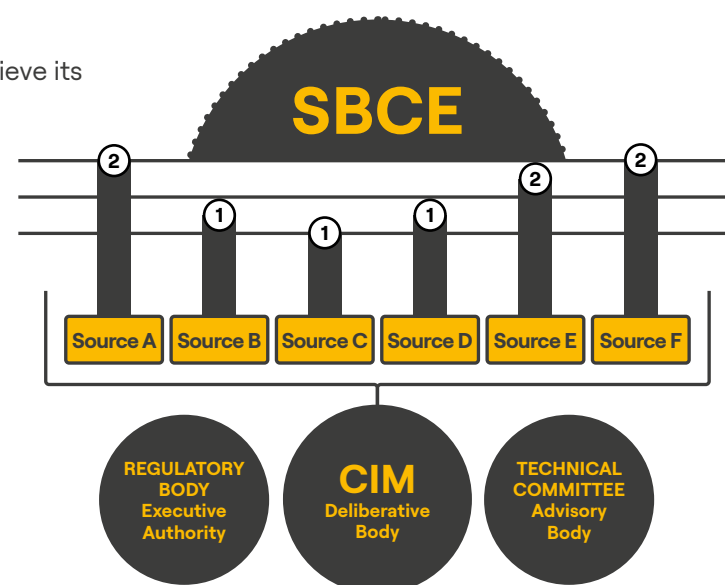 ieve its
SBCE
2
2
2
1
1
1
Source A
Source B
Source C
Source D
Source E
Source F
REGULATORY
BODY
Executive
Authority
CIM
Deliberative
Body
TECHNICAL
COMMITTEE
Advisory
Body